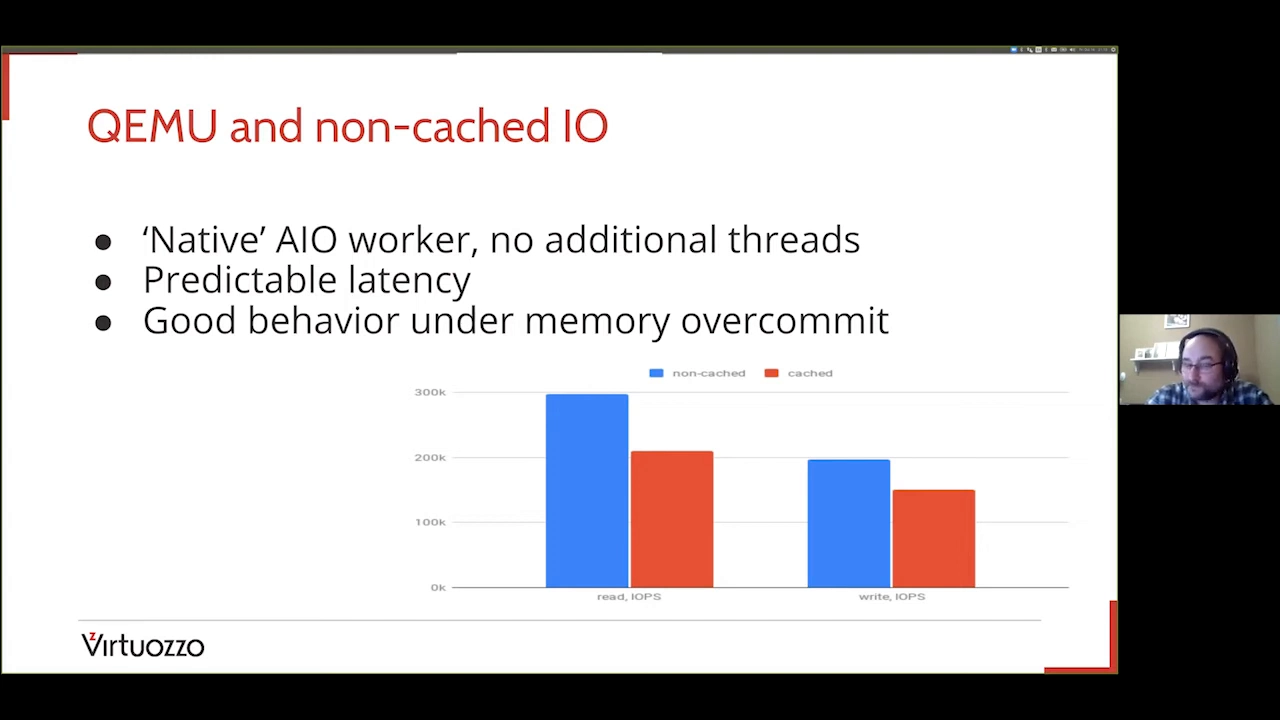 QEMU and non-cached IO
● ‘Native’ AIO worker, no additional threads
● Predictable latency
● Good behavior under memory overcommit
non-cached cached
300k
200k
100k
0k
read, IOPS write, IOPS
Virtuozzo